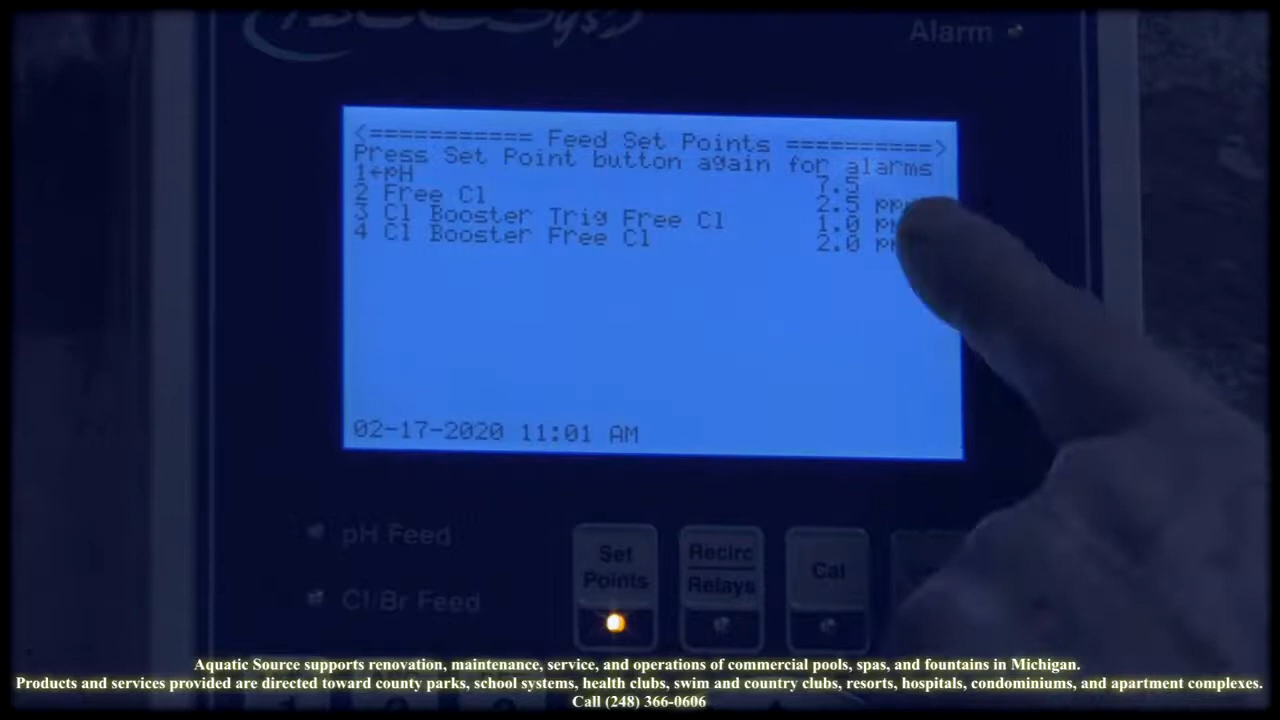 Alarm
<=========== Feed Set Points ==========>
Press Set Point button again for alarms
1←pH 7.5
2 Free Cl 2.5
3 Cl Booster Trig Free Cl 1.0
4 Cl Booster Free Cl 2.0
02-17-2020 11:01 AM
pH Feed
Cl/Br Feed
Set Points
Recirc Relays
Cal
Aquatic Source supports renovation, maintenance, service, and operations of commercial pools, spas, and fountains in Michigan.
Products and services provided are directed toward county parks, school systems, health clubs, swim and country clubs, resorts, hospitals, condominiums, and apartment complexes.
Call (248) 366-0606